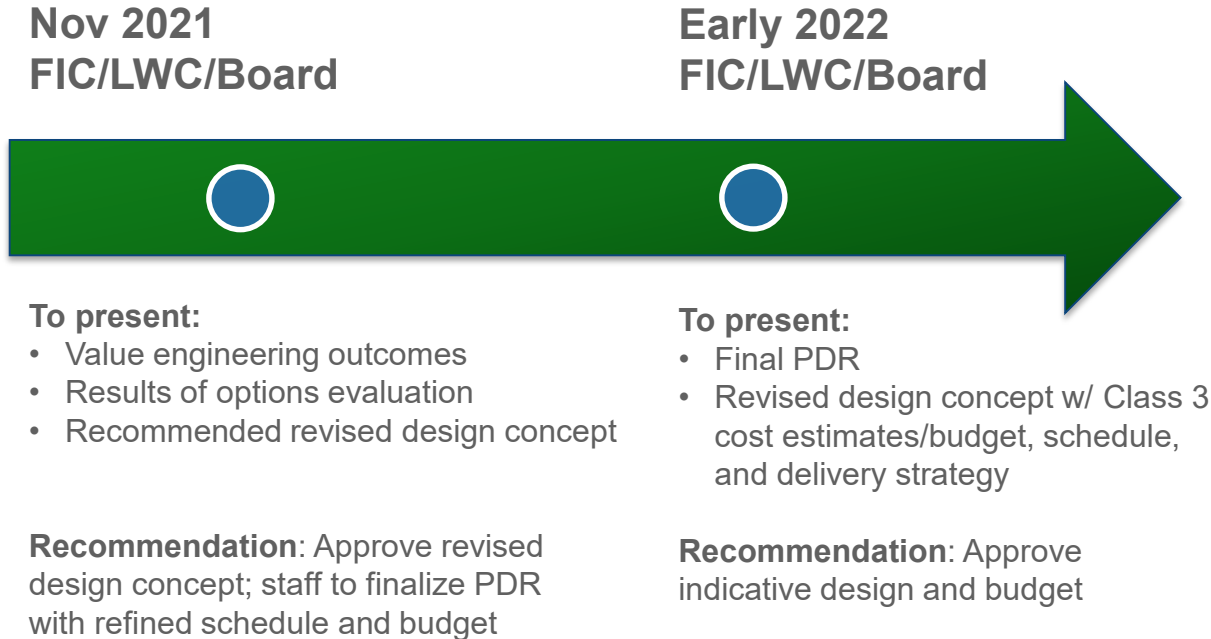 Nov 2021
FIC/LWC/Board
To present:
• Value engineering outcomes
• Results of options evaluation
• Recommended revised design concept
Recommendation: Approve revised
design concept; staff to finalize PDR
with refined schedule and budget
Early 2022
FIC/LWC/Board
To present:
• Final PDR
• Revised design concept w/ Class 3
cost estimates/budget, schedule,
and delivery strategy
Recommendation: Approve
indicative design and budget